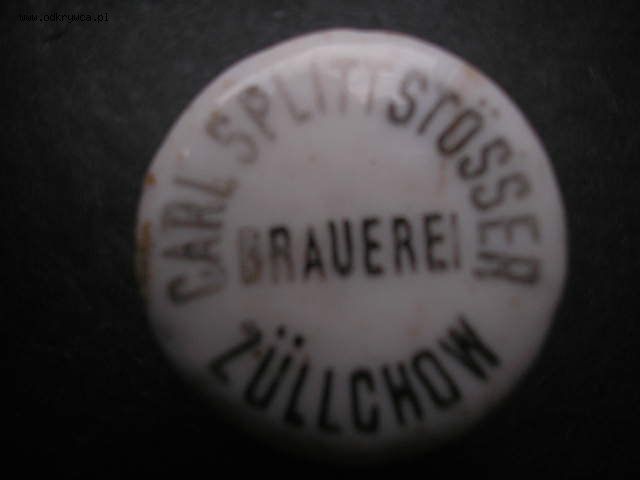 www.odkrywca.pl
CARL SPLITTSTÖSSER
BRAUEREI
ZÜLLCHOW